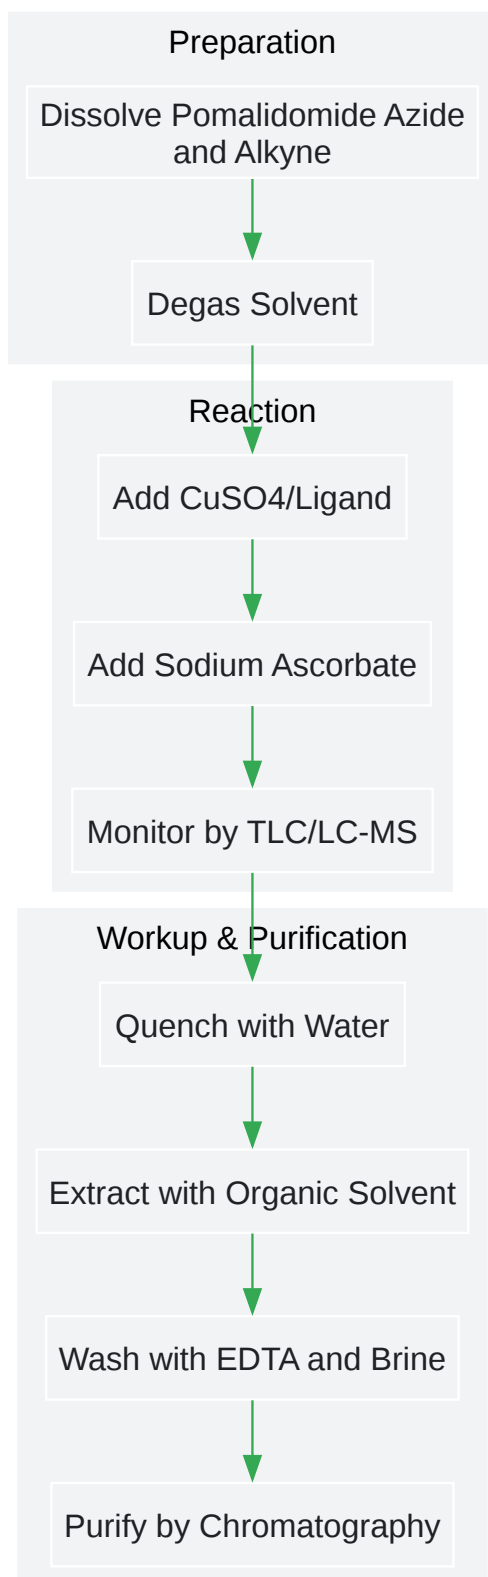 Preparation
Dissolve Pomalidomide Azide
and Alkyne
Degas Solvent
Reaction
Add CuSO4/Ligand
Add Sodium Ascorbate
Monitor by TLC/LC-MS
Workup & Purification
Quench with Water
Extract with Organic Solvent
Wash with EDTA and Brine
Purify by Chromatography